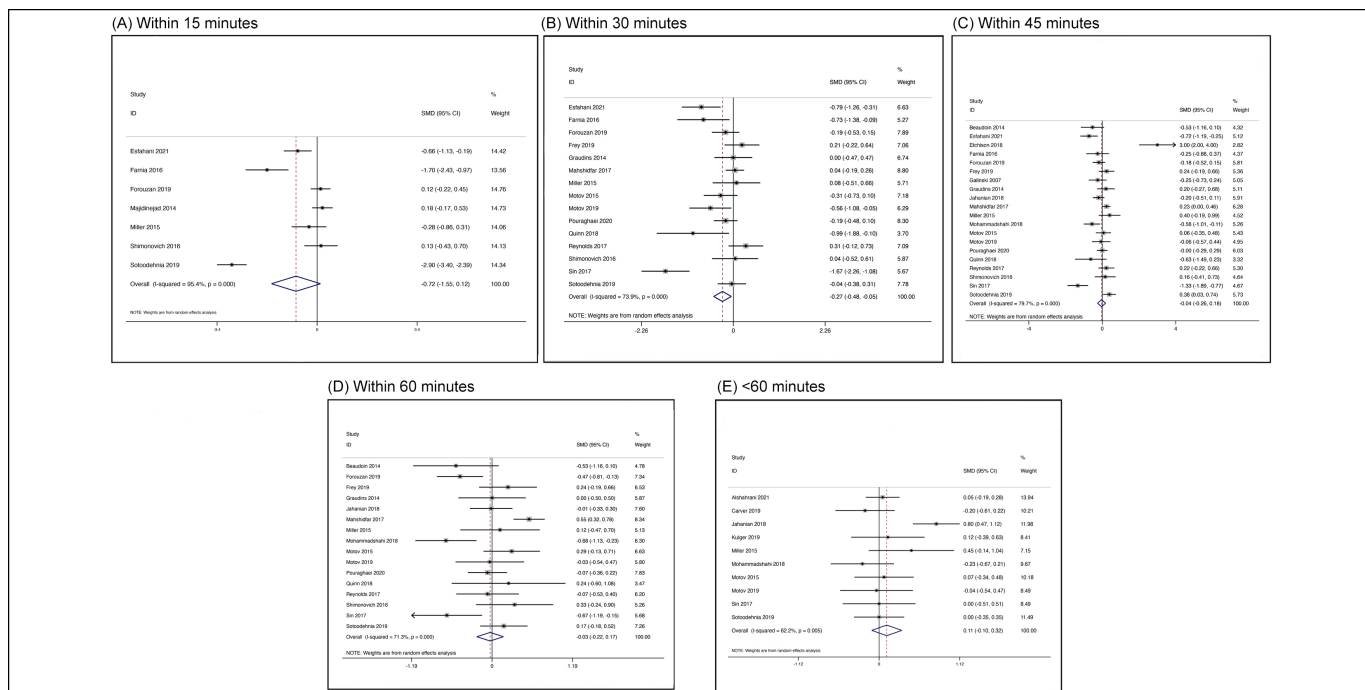 (A) Within 15 minutes
Study %
ID SMD (95% CI) Weight
Esfahani 2021 -0.66 (-1.13, -0.19) 14.42
Farnia 2016 -1.70 (-2.43, -0.97) 13.56
Forouzan 2019 0.12 (-0.22, 0.45) 14.76
Majidinejad 2014 0.18 (-0.17, 0.53) 14.73
Miller 2015 -0.28 (-0.86, 0.31) 14.06
Shimonovich 2016 0.13 (-0.43, 0.70) 14.13
Sotoodehnia 2019 -2.90 (-3.40, -2.39) 14.34
Overall (I-squared = 95.4%, p = 0.000) -0.72 (-1.55, 0.12) 100.00
NOTE: Weights are from random effects analysis
-3.4 0 3.4
(B) Within 30 minutes
Study %
ID SMD (95% CI) Weight
Esfahani 2021 -0.79 (-1.26, -0.31) 6.63
Farnia 2016 -0.73 (-1.38, -0.09) 5.27
Forouzan 2019 -0.19 (-0.53, 0.15) 7.89
Frey 2019 0.21 (-0.22, 0.64) 7.06
Graudins 2014 0.00 (-0.47, 0.47) 6.74
Mahshidfar 2017 0.04 (-0.19, 0.26) 8.80
Miller 2015 0.08 (-0.51, 0.66) 5.71
Motov 2015 -0.31 (-0.73, 0.10) 7.18
Motov 2019 -0.56 (-1.08, -0.05) 6.29
Pouraghaei 2020 -0.19 (-0.48, 0.10) 8.30
Quinn 2018 -0.99 (-1.88, -0.10) 3.70
Reynolds 2017 0.31 (-0.12, 0.73) 7.09
Shimonovich 2016 0.04 (-0.52, 0.61) 5.87
Sin 2017 -1.67 (-2.26, -1.08) 5.67
Sotoodehnia 2019 -0.04 (-0.38, 0.31) 7.78
Overall (I-squared = 73.9%, p = 0.000) -0.27 (-0.48, -0.05) 100.00
NOTE: Weights are from random effects analysis
-2.26 0 2.26
(C) Within 45 minutes
Study %
ID SMD (95% CI) Weight
Beaudoin 2014 -0.53 (-1.16, 0.10) 4.32
Esfahani 2021 -0.72 (-1.19, -0.25) 5.12
Etchison 2018 3.00 (2.00, 4.00) 2.82
Farnia 2016 -0.25 (-0.88, 0.37) 4.37
Forouzan 2019 -0.18 (-0.52, 0.15) 5.81
Frey 2019 0.24 (-0.19, 0.66) 5.36
Galinski 2007 -0.25 (-0.73, 0.24) 5.05
Graudins 2014 0.20 (-0.27, 0.68) 5.11
Jahanian 2018 -0.20 (-0.51, 0.11) 5.91
Mahshidfar 2017 0.23 (0.00, 0.46) 6.28
Miller 2015 0.40 (-0.19, 0.99) 4.52
Mohammadshahi 2018 -0.56 (-1.01, -0.11) 5.26
Motov 2015 0.06 (-0.35, 0.48) 5.43
Motov 2019 -0.06 (-0.57, 0.44) 4.95
Pouraghaei 2020 -0.00 (-0.29, 0.29) 6.03
Quinn 2018 -0.63 (-1.49, 0.23) 3.32
Reynolds 2017 0.22 (-0.22, 0.66) 5.30
Shimonovich 2016 0.16 (-0.41, 0.73) 4.64
Sin 2017 -1.33 (-1.89, -0.77) 4.67
Sotoodehnia 2019 0.38 (0.03, 0.74) 5.73
Overall (I-squared = 79.7%, p = 0.000) -0.04 (-0.26, 0.18) 100.00
NOTE: Weights are from random effects analysis
-4 0 4
(D) Within 60 minutes
Study %
ID SMD (95% CI) Weight
Beaudoin 2014 -0.53 (-1.16, 0.10) 4.78
Forouzan 2019 -0.47 (-0.81, -0.13) 7.34
Frey 2019 0.24 (-0.19, 0.66) 6.53
Graudins 2014 0.00 (-0.50, 0.50) 5.87
Jahanian 2018 -0.01 (-0.33, 0.30) 7.60
Mahshidfar 2017 0.55 (0.32, 0.78) 8.34
Miller 2015 0.12 (-0.47, 0.70) 5.13
Mohammadshahi 2018 -0.68 (-1.13, -0.23) 6.30
Motov 2015 0.29 (-0.13, 0.71) 6.63
Motov 2019 -0.03 (-0.54, 0.47) 5.80
Pouraghaei 2020 -0.07 (-0.36, 0.22) 7.83
Quinn 2018 0.24 (-0.60, 1.08) 3.47
Reynolds 2017 -0.07 (-0.53, 0.40) 6.20
Shimonovich 2016 0.33 (-0.24, 0.90) 5.26
Sin 2017 -0.67 (-1.19, -0.15) 5.68
Sotoodehnia 2019 0.17 (-0.18, 0.52) 7.26
Overall (I-squared = 71.3%, p = 0.000) -0.03 (-0.22, 0.17) 100.00
NOTE: Weights are from random effects analysis
-1.19 0 1.19
(E) <60 minutes
Study %
ID SMD (95% CI) Weight
Alshahrani 2021 0.05 (-0.19, 0.28) 13.94
Carver 2019 -0.20 (-0.61, 0.22) 10.21
Jahanian 2018 0.80 (0.47, 1.12) 11.98
Kulger 2019 0.12 (-0.39, 0.63) 8.41
Miller 2015 0.45 (-0.14, 1.04) 7.15
Mohammadshahi 2018 -0.23 (-0.67, 0.21) 9.67
Motov 2015 0.07 (-0.34, 0.48) 10.18
Motov 2019 -0.04 (-0.54, 0.47) 8.49
Sin 2017 0.00 (-0.51, 0.51) 8.49
Sotoodehnia 2019 0.00 (-0.35, 0.35) 11.49
Overall (I-squared = 62.2%, p = 0.005) 0.11 (-0.10, 0.32) 100.00
NOTE: Weights are from random effects analysis
-1.12 0 1.12